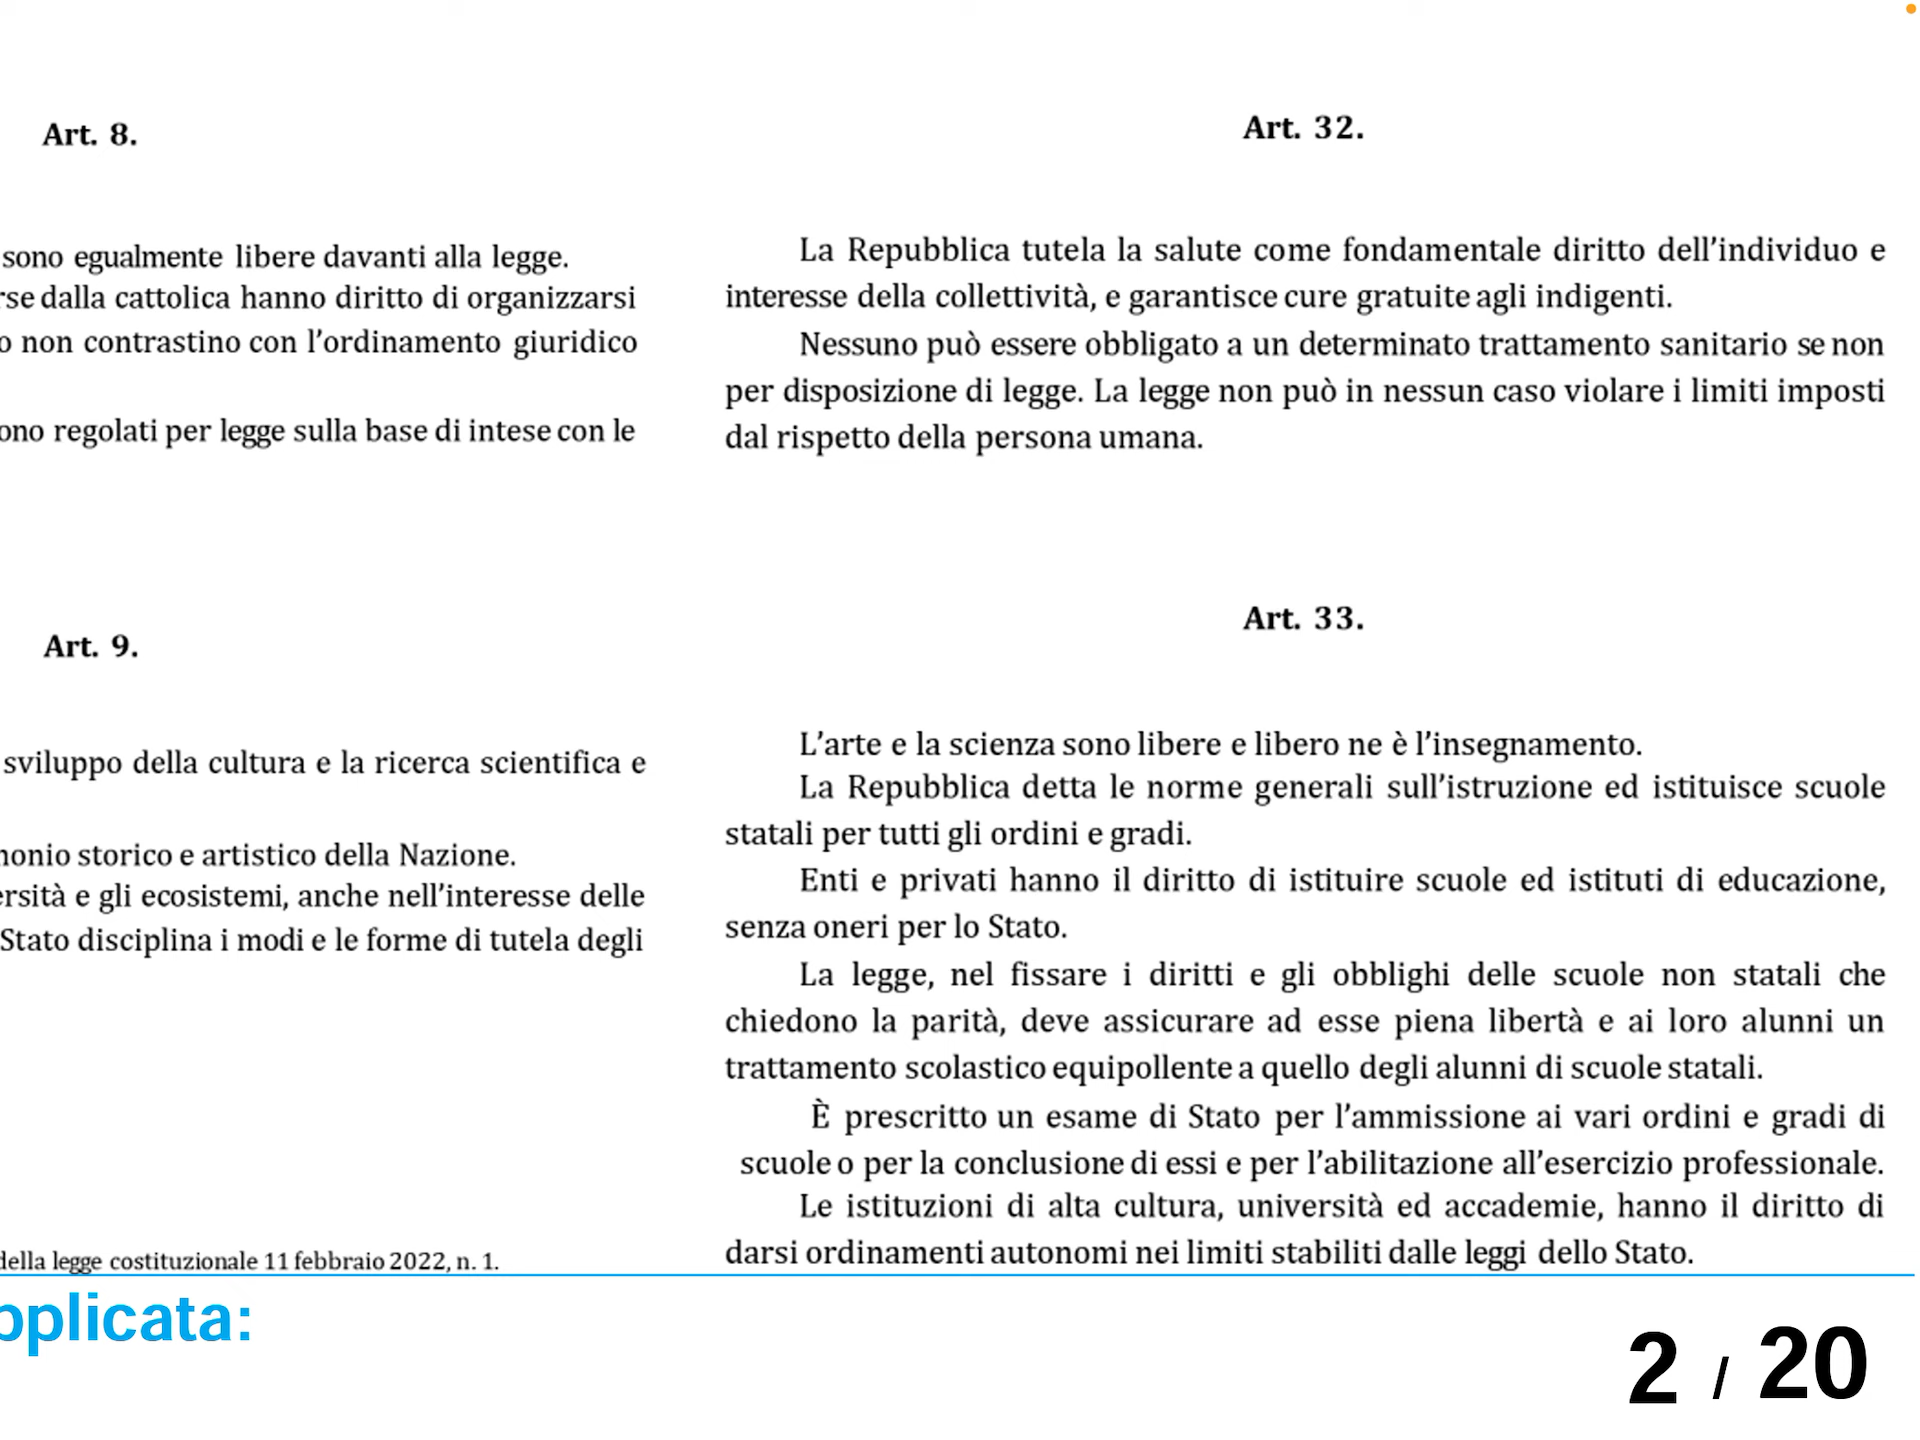 Art. 8.
sono egualmente libere davanti alla legge.
dalla cattolica hanno diritto di organizzarsi
non contrastino con l'ordinamento giuridico
regolati per legge sulla base di intese con le
Art. 9.
sviluppo della cultura e la ricerca scientifica e
storico e artistico della Nazione.
e gli ecosistemi, anche nell'interesse delle
Stato disciplina i modi e le forme di tutela degli
della legge costituzionale 11 febbraio 2022, n. 1.
Art. 32.
La Repubblica tutela la salute come fondamentale diritto dell'individuo e
interesse della collettività, e garantisce cure gratuite agli indigenti.
Nessuno può essere obbligato a un determinato trattamento sanitario se non
per disposizione di legge. La legge non può in nessun caso violare i limiti imposti
dal rispetto della persona umana.
Art. 33.
L'arte e la scienza sono libere e libero ne è l'insegnamento.
La Repubblica detta le norme generali sull'istruzione ed istituisce scuole
statali per tutti gli ordini e gradi.
Enti e privati hanno il diritto di istituire scuole ed istituti di educazione,
senza oneri per lo Stato.
La legge, nel fissare i diritti e gli obblighi delle scuole non statali che
chiedono la parità, deve assicurare ad esse piena libertà e ai loro alunni un
trattamento scolastico equipollente a quello degli alunni di scuole statali.
È prescritto un esame di Stato per l'ammissione ai vari ordini e gradi di
scuole o per la conclusione di essi e per l'abilitazione all'esercizio professionale.
Le istituzioni di alta cultura, università ed accademie, hanno il diritto di
darsi ordinamenti autonomi nei limiti stabiliti dalle leggi dello Stato.
pplicata:
2 / 20